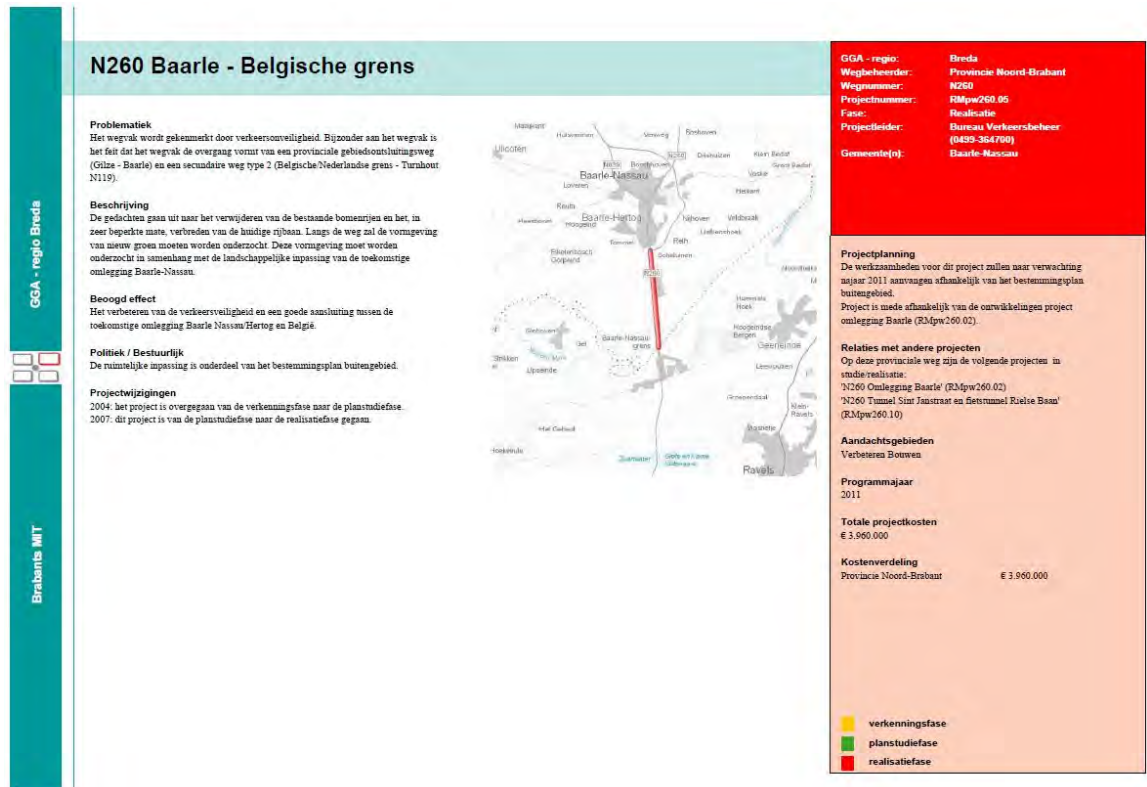 N260 Baarle - Belgische grens
Problematiek
Het wegvak wordt gekenmerkt door verkeersonveiligheid. Bijzonder aan het wegvak is
het feit dat het wegvak de overgang vormt van een provinciale gebiedsontsluitingsweg
(Gilze - Baarle) en een secundaire weg type 2 (Belgische/Nederlandse grens - Turnhout
N119).
Beschrijving
De gedachten gaan uit naar het verwijderen van de bestaande bomenrijen en het, in
zeer beperkte mate, verbreden van de huidige rijbaan. Langs de weg zal de vormgeving
van nieuw groen moeten worden onderzocht. Deze vormgeving moet worden
onderzocht in samenhang met de landschappelijke inpassing van de toekomstige
omlegging Baarle-Nassau.
Beoogd effect
Het verbeteren van de verkeersveiligheid en een goede aansluiting tussen de
toekomstige omlegging Baarle Nassau/Hertog en België.
Politiek / Bestuurlijk
De ruimtelijke inpassing is onderdeel van het bestemmingsplan buitengebied.
Projectwijzigingen
2004: het project is overgegaan van de verkenningsfase naar de planstudiefase.
2007: dit project is van de planstudiefase naar de realisatiefase gegaan.
GGA - regio Breda
Brabants MIT
Ulicoten
Baarle-Nassau
Loveren
Baarle-Hertog
Nijhoven
Reth
N260
Baarle-Nassau-
grens
Ravels
GGA - regio: Breda
Wegbeheerder: Provincie Noord-Brabant
Wegnummer: N260
Projectnummer: RMpw260.05
Fase: Realisatie
Projectleider: Bureau Verkeersbeheer
(0499-364700)
Gemeente(n): Baarle-Nassau
Projectplanning
De werkzaamheden voor dit project zullen naar verwachting
najaar 2011 aanvangen afhankelijk van het bestemmingsplan
buitengebied.
Project is mede afhankelijk van de ontwikkelingen project
omlegging Baarle (RMpw260.02).
Relaties met andere projecten
Op deze provinciale weg zijn de volgende projecten in
studie/realisatie:
'N260 Omlegging Baarle' (RMpw260.02)
'N260 Tunnel Sint Janstraat en fietstunnel Rielse Baan'
(RMpw260.10)
Aandachtsgebieden
Verbeteren Bouwen
Programmajaar
2011
Totale projectkosten
€ 3.960.000
Kostenverdeling
Provincie Noord-Brabant € 3.960.000
verkenningsfase
planstudiefase
realisatiefase